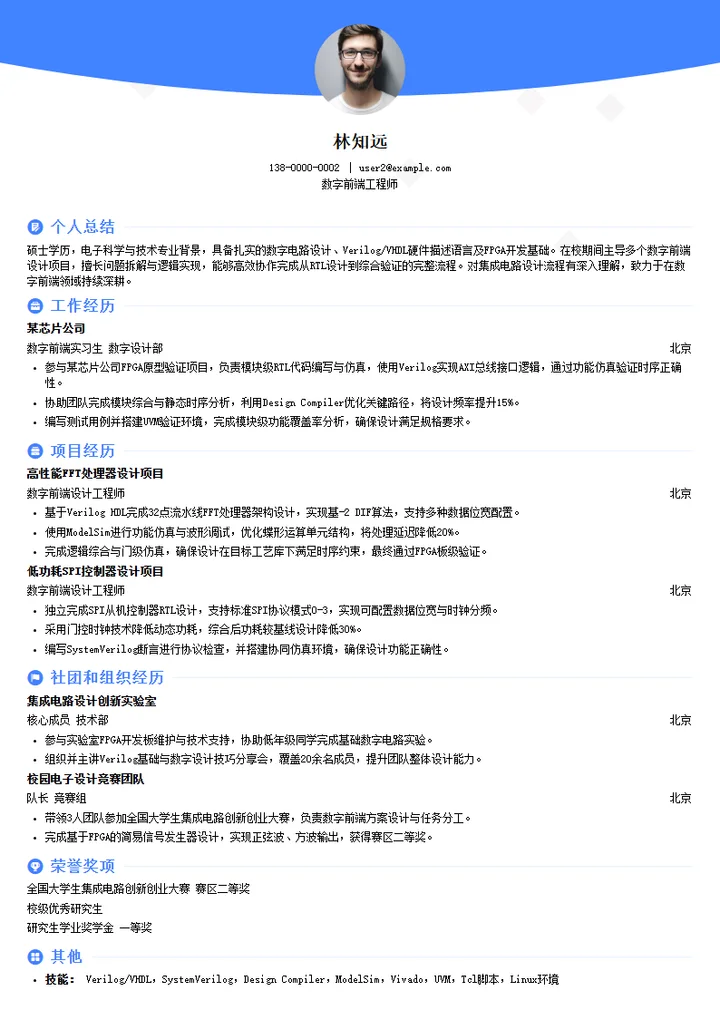 林知远
138-0000-0002 | user2@example.com
数字前端工程师
个人总结
硕士学历，电子科学与技术专业背景，具备扎实的数字电路设计、Verilog/VHDL硬件描述语言及FPGA开发基础。在校期间主导多个数字前端
设计项目，擅长问题拆解与逻辑实现，能够高效协作完成从RTL设计到综合验证的完整流程。对集成电路设计流程有深入理解，致力于在数
字前端领域持续深耕。
工作经历
某芯片公司
数字前端实习生 数字设计部 北京
• 参与某芯片公司FPGA原型验证项目，负责模块级RTL代码编写与仿真，使用Verilog实现AXI总线接口逻辑，通过功能仿真验证时序正确
性。
• 协助团队完成模块综合与静态时序分析，利用Design Compiler优化关键路径，将设计频率提升15%。
• 编写测试用例并搭建UVM验证环境，完成模块级功能覆盖率分析，确保设计满足规格要求。
项目经历
高性能FFT处理器设计项目
数字前端设计工程师 北京
• 基于Verilog HDL完成32点流水线FFT处理器架构设计，实现基-2 DIF算法，支持多种数据位宽配置。
• 使用ModelSim进行功能仿真与波形调试，优化蝶形运算单元结构，将处理延迟降低20%。
• 完成逻辑综合与门级仿真，确保设计在目标工艺库下满足时序约束，最终通过FPGA板级验证。
低功耗SPI控制器设计项目
数字前端设计工程师 北京
• 独立完成SPI从机控制器RTL设计，支持标准SPI协议模式0-3，实现可配置数据位宽与时钟分频。
• 采用门控时钟技术降低动态功耗，综合后功耗较基线设计降低30%。
• 编写SystemVerilog断言进行协议检查，并搭建协同仿真环境，确保设计功能正确性。
社团和组织经历
集成电路设计创新实验室
核心成员 技术部 北京
• 参与实验室FPGA开发板维护与技术支持，协助低年级同学完成基础数字电路实验。
• 组织并主讲Verilog基础与数字设计技巧分享会，覆盖20余名成员，提升团队整体设计能力。
校园电子设计竞赛团队
队长 竞赛组 北京
• 带领3人团队参加全国大学生集成电路创新创业大赛，负责数字前端方案设计与任务分工。
• 完成基于FPGA的简易信号发生器设计，实现正弦波、方波输出，获得赛区二等奖。
荣誉奖项
全国大学生集成电路创新创业大赛 赛区二等奖
校级优秀研究生
研究生学业奖学金 一等奖
其他
• 技能： Verilog/VHDL，SystemVerilog，Design Compiler，ModelSim，Vivado，UVM，Tcl脚本，Linux环境